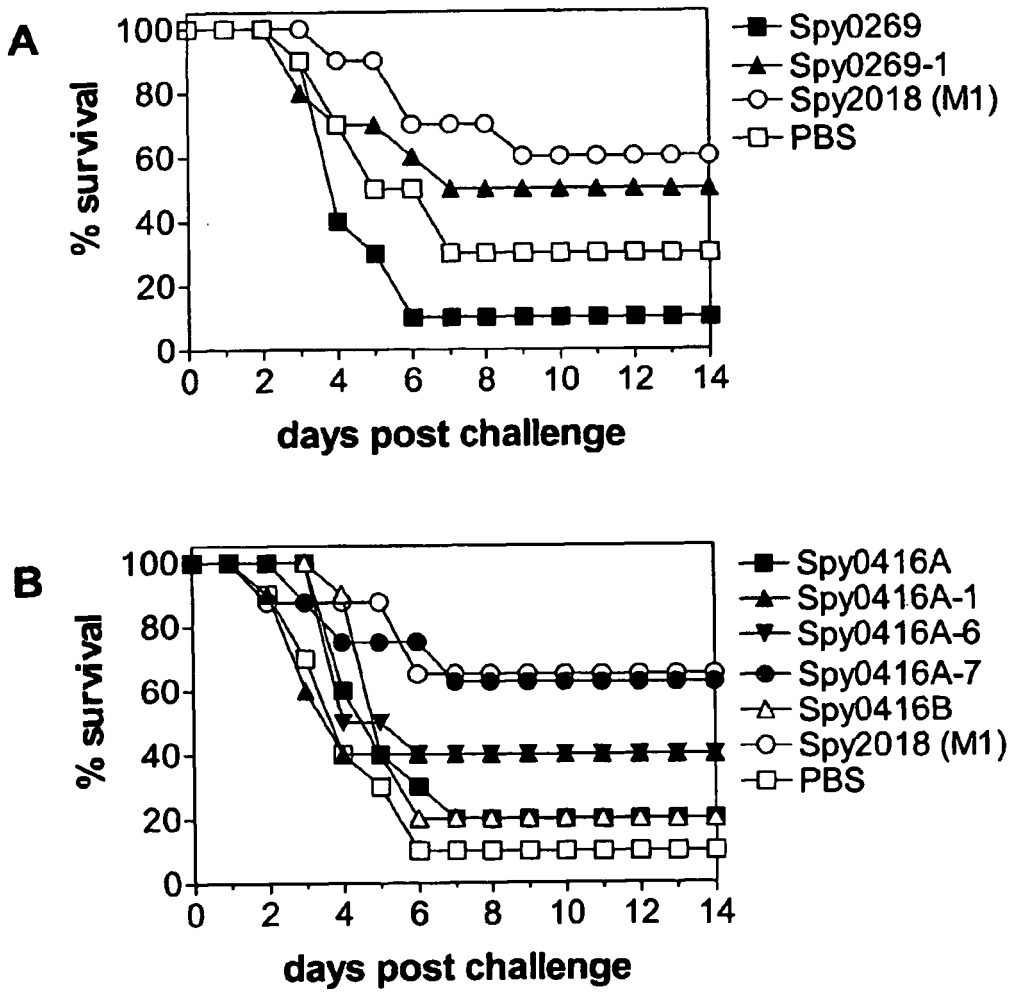 A
% survival
100
80
60
40
20
0
0 2 4 6 8 10 12 14
days post challenge
Spy0269
Spy0269-1
Spy2018 (M1)
PBS
B
% survival
100
80
60
40
20
0
0 2 4 6 8 10 12 14
days post challenge
Spy0416A
Spy0416A-1
Spy0416A-6
Spy0416A-7
Spy0416B
Spy2018 (M1)
PBS